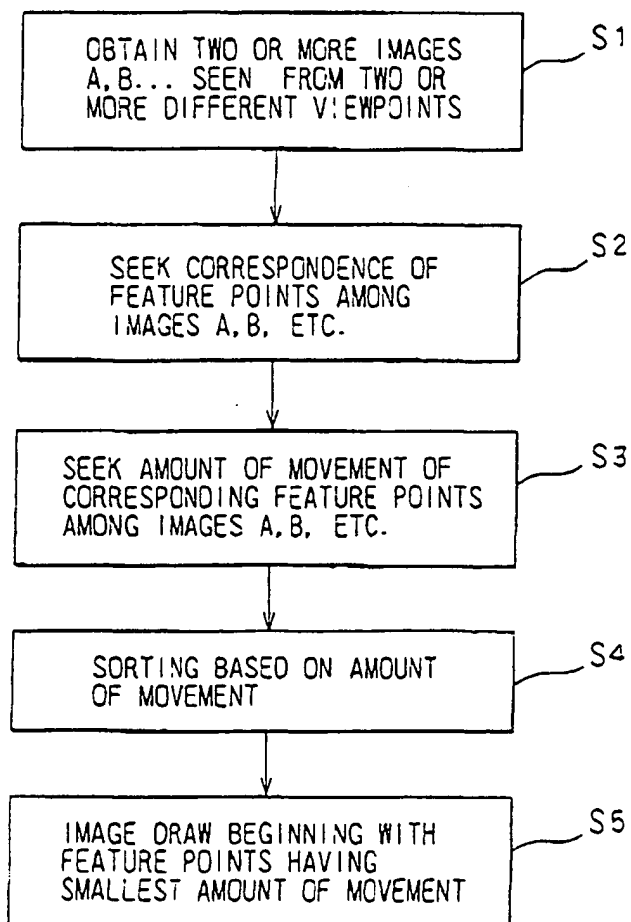 OBTAIN TWO OR MORE IMAGES
A, B... SEEN FROM TWO OR
MORE DIFFERENT VIEWPOINTS
S1
SEEK CORRESPONDENCE OF
FEATURE POINTS AMONG
IMAGES A, B, ETC.
S2
SEEK AMOUNT OF MOVEMENT OF
CORRESPONDING FEATURE POINTS
AMONG IMAGES A, B, ETC.
S3
SORTING BASED ON AMOUNT
OF MOVEMENT
S4
IMAGE DRAW BEGINNING WITH
FEATURE POINTS HAVING
SMALLEST AMOUNT OF MOVEMENT
S5